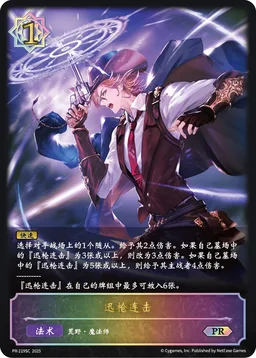 1
快速
选择对手战场上的1个随从。给予其2点伤害。如果自己墓场中
的『迅枪连击』为3张或以上，则改为3点伤害。如果自己墓场中
的『迅枪连击』为5张或以上，则给予其主战者4点伤害。
『迅枪连击』在自己的牌组中最多可放入6张。
迅枪连击
法术
荒野·魔法师
PR
PR-219SC 2025
© Cygames, Inc. Published by NetEase Games